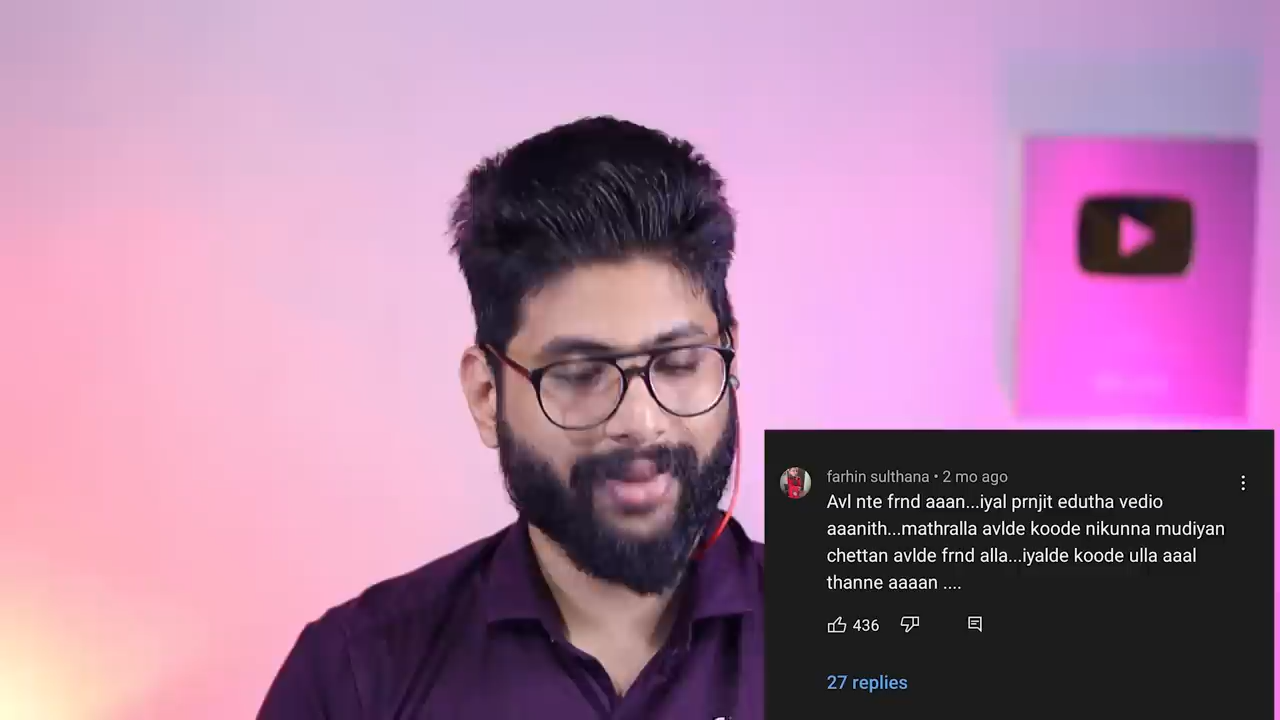 farhin sulthana • 2 mo ago
Avl nte frnd aaan...iyal prnjit edutha vedio
aaanith...mathralla avlde koode nikunna mudiyan
chettan avlde frnd alla...iyalde koode ulla aaal
thanne aaaan ....
436
27 replies